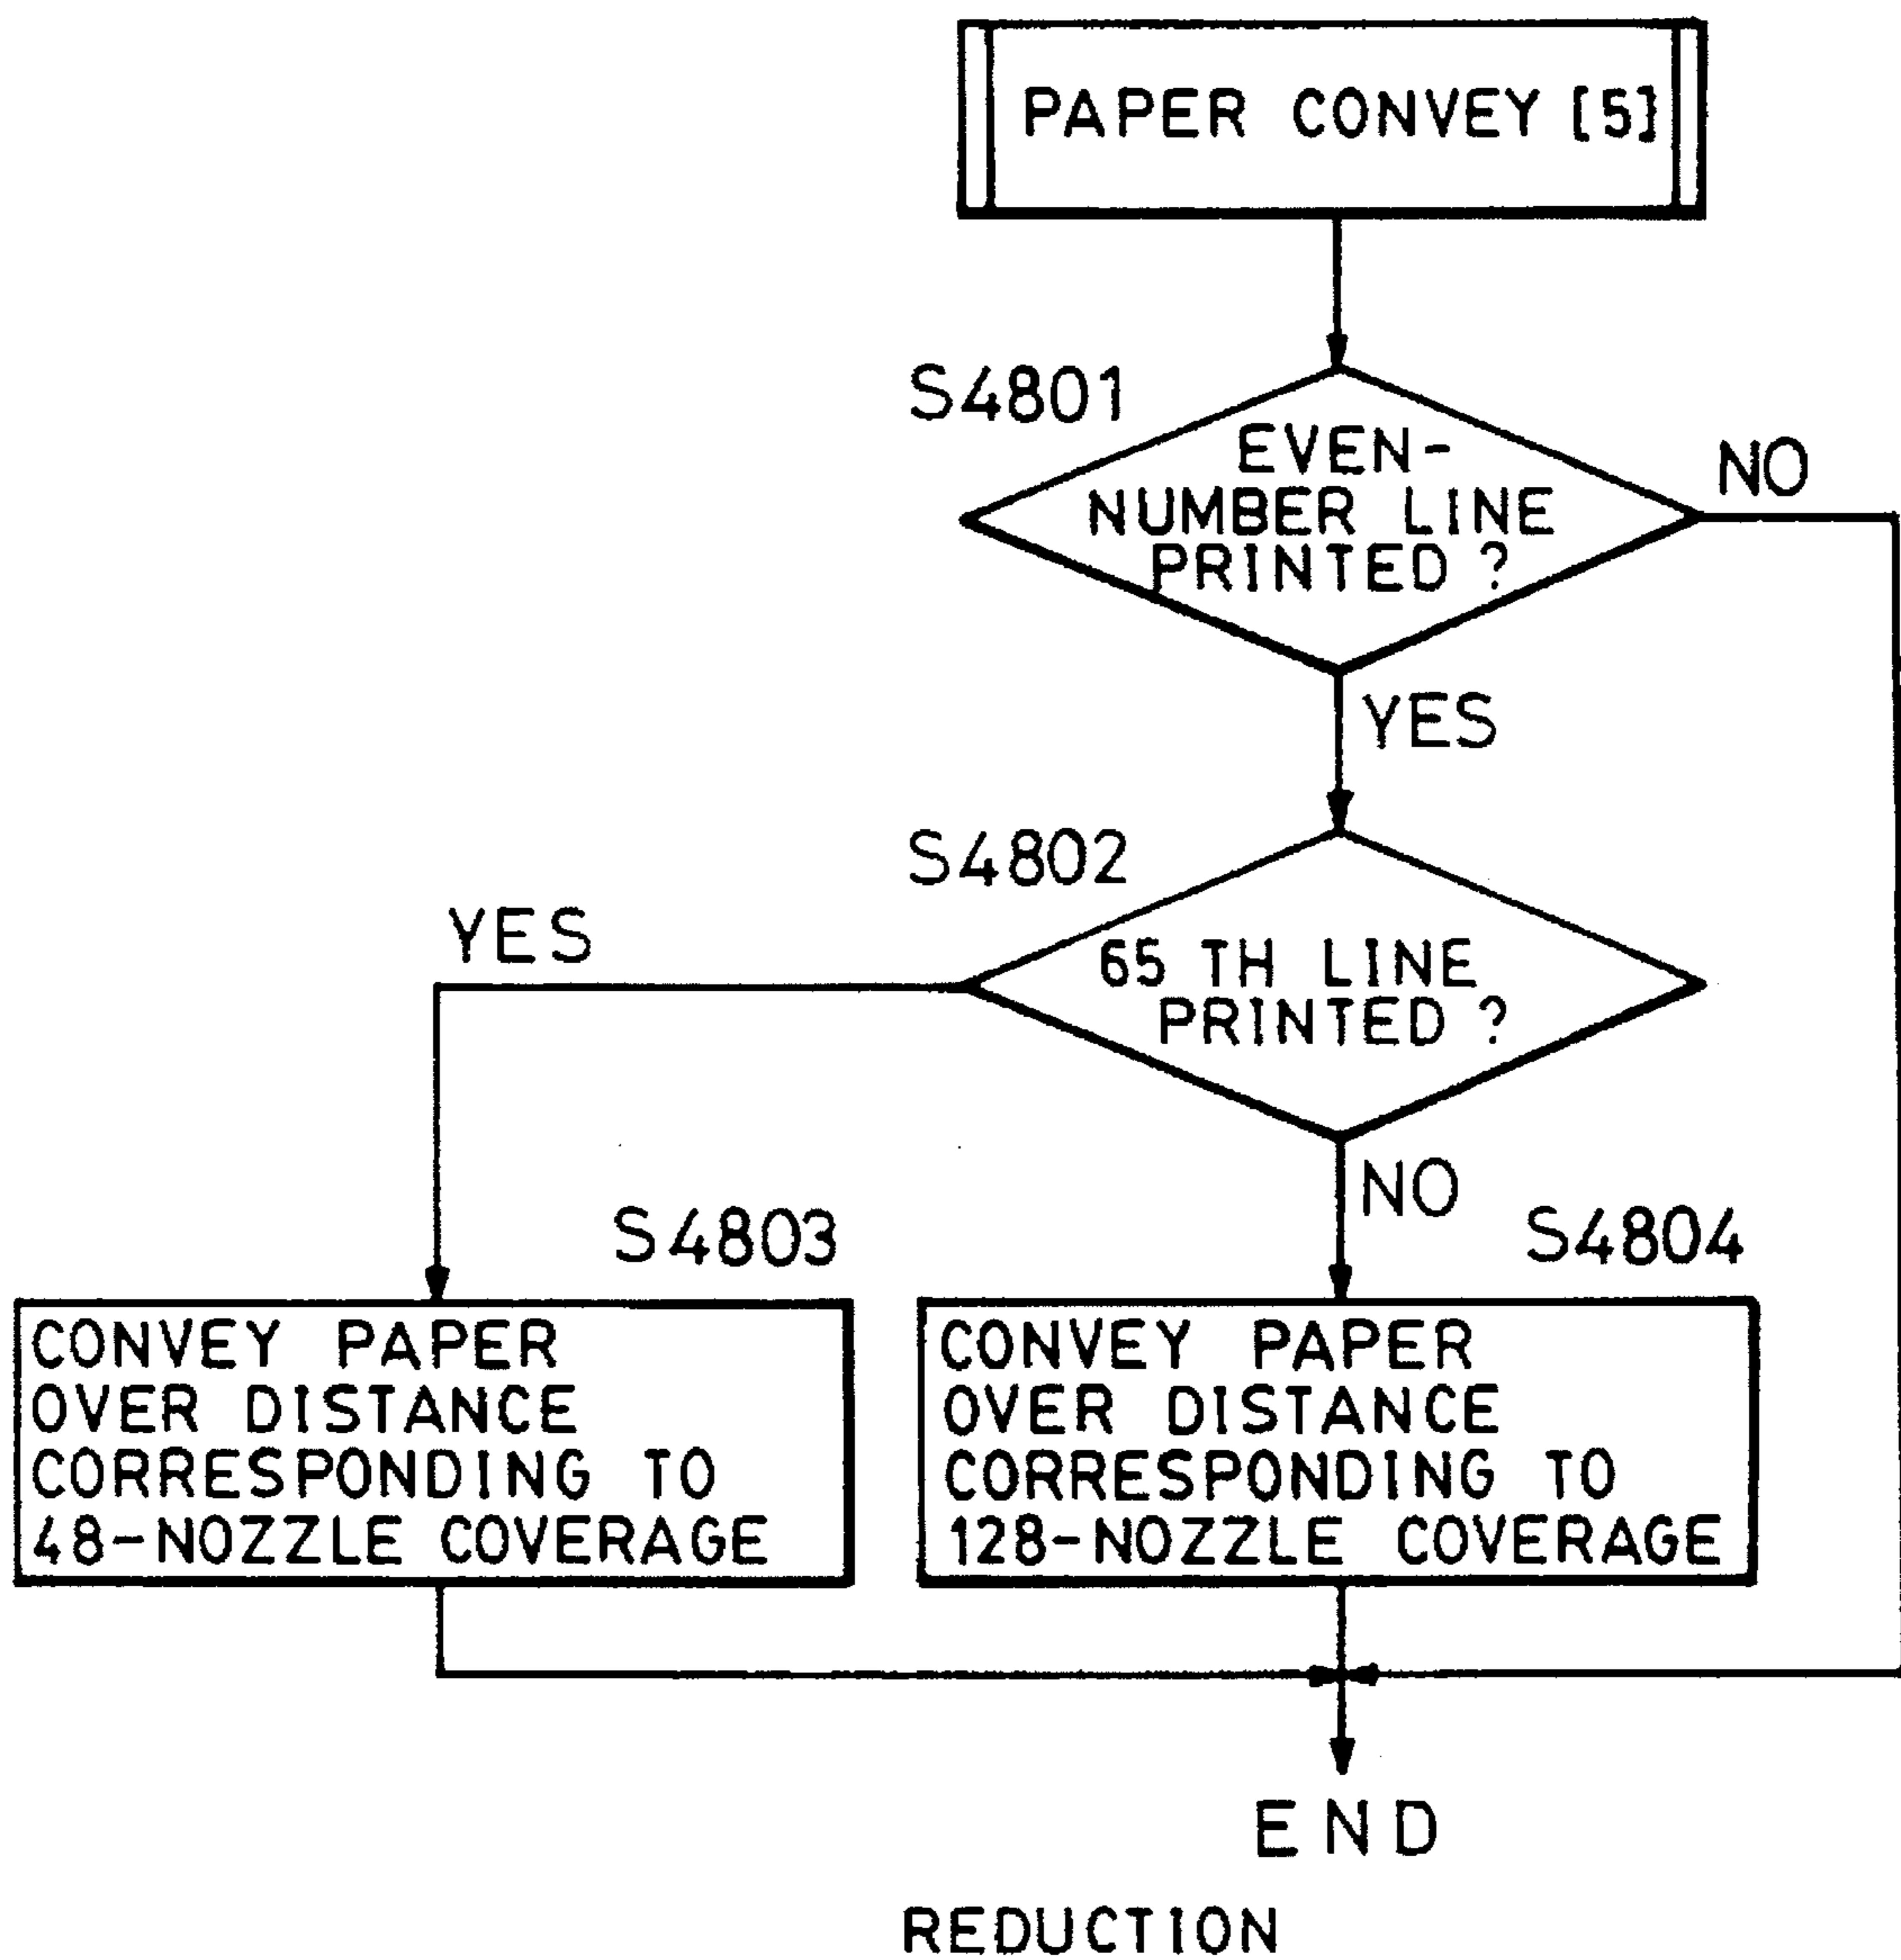 PAPER CONVEY [5]
S4801
EVEN-
NUMBER LINE
PRINTED ?
NO
YES
S4802
YES
65 TH LINE
PRINTED ?
NO
S4803
S4804
CONVEY PAPER
OVER DISTANCE
CORRESPONDING TO
48-NOZZLE COVERAGE
CONVEY PAPER
OVER DISTANCE
CORRESPONDING TO
128-NOZZLE COVERAGE
END
REDUCTION